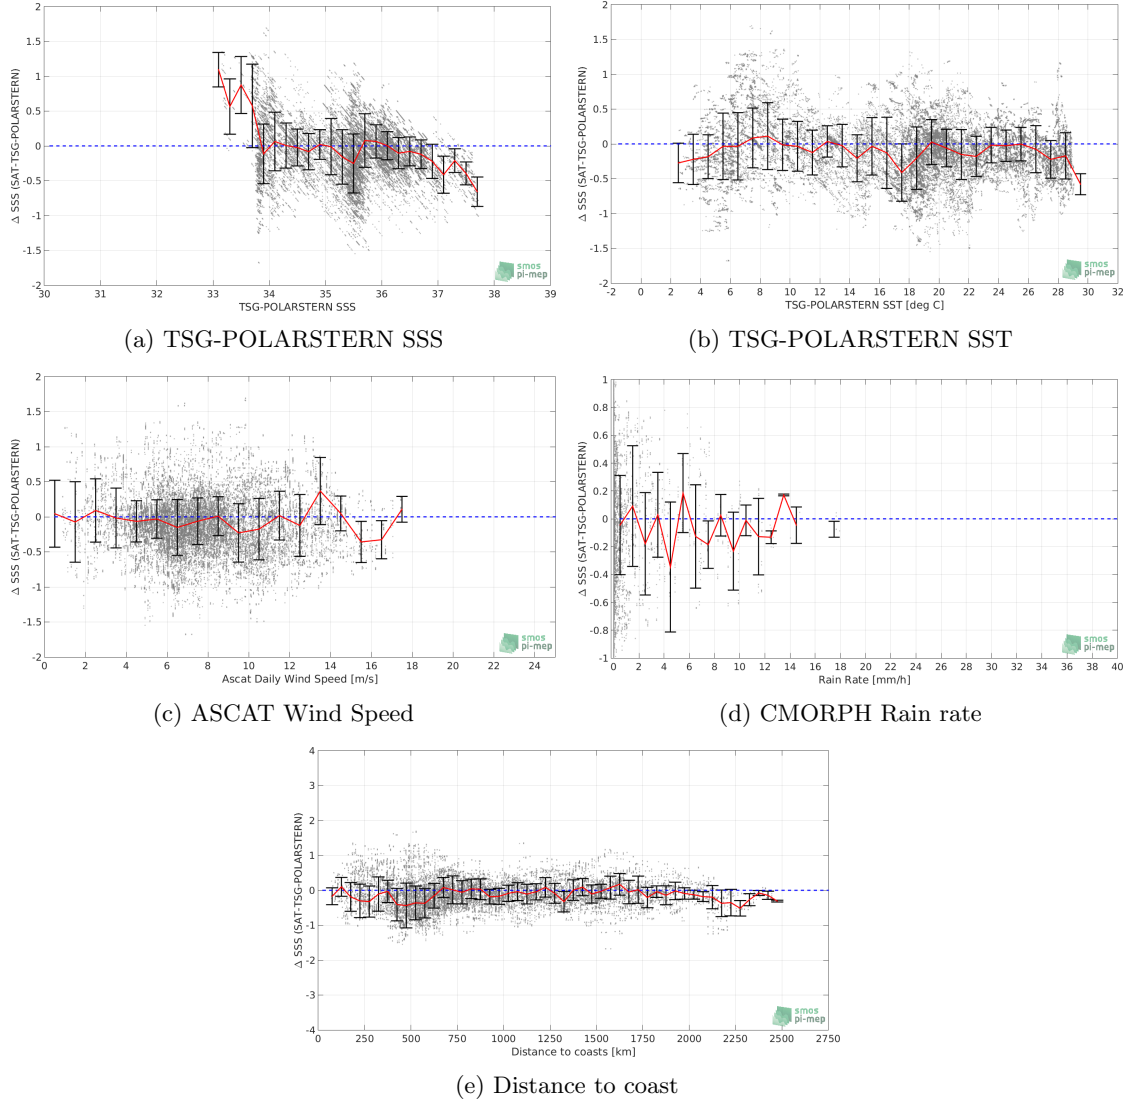 2
1.5
1
0.5
0
-0.5
-1
-1.5
-2
Δ SSS (SAT-TSG-POLARSTERN)
30 31 32 33 34 35 36 37 38 39
TSG-POLARSTERN SSS
smos
pi-mep
(a) TSG-POLARSTERN SSS
2
1.5
1
0.5
0
-0.5
-1
-1.5
-2
Δ SSS (SAT-TSG-POLARSTERN)
-2 0 2 4 6 8 10 12 14 16 18 20 22 24 26 28 30 32
TSG-POLARSTERN SST [deg C]
smos
pi-mep
(b) TSG-POLARSTERN SST
2
1.5
1
0.5
0
-0.5
-1
-1.5
-2
Δ SSS (SAT-TSG-POLARSTERN)
0 2 4 6 8 10 12 14 16 18 20 22 24
Ascat Daily Wind Speed [m/s]
smos
pi-mep
(c) ASCAT Wind Speed
1
0.8
0.6
0.4
0.2
0
-0.2
-0.4
-0.6
-0.8
-1
Δ SSS (SAT-TSG-POLARSTERN)
0 2 4 6 8 10 12 14 16 18 20 22 24 26 28 30 32 34 36 38 40
Rain Rate [mm/h]
smos
pi-mep
(d) CMORPH Rain rate
4
3
2
1
0
-1
-2
-3
-4
Δ SSS (SAT-TSG-POLARSTERN)
0 250 500 750 1000 1250 1500 1750 2000 2250 2500 2750
Distance to coasts [km]
smos
pi-mep
(e) Distance to coast